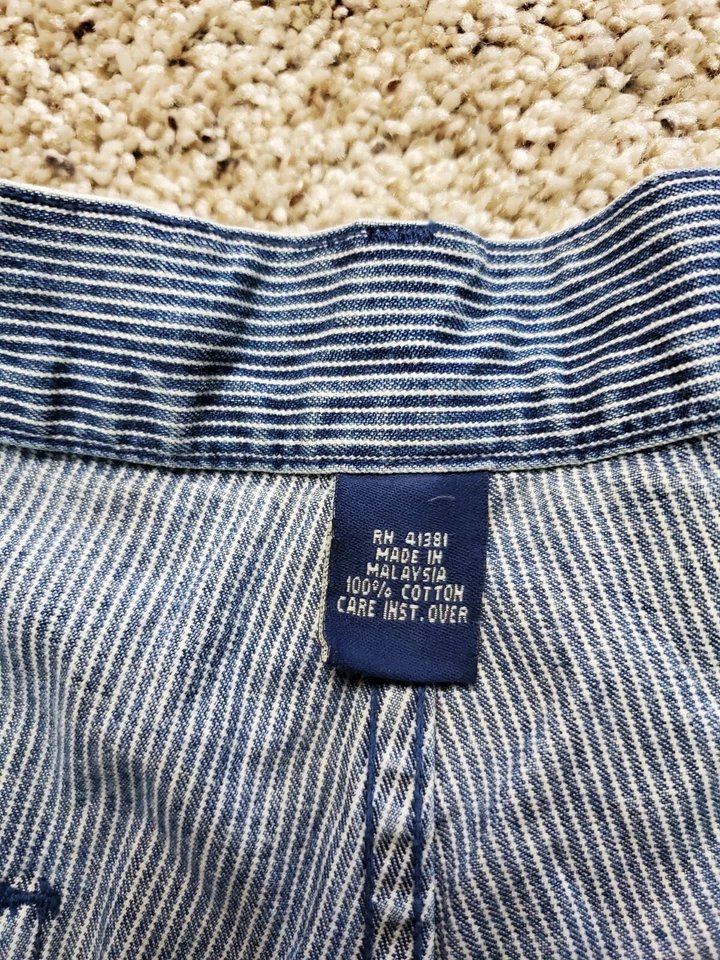 RN 41381
MADE IN
MALAYSIA
100% COTTON
CARE INST. OVER